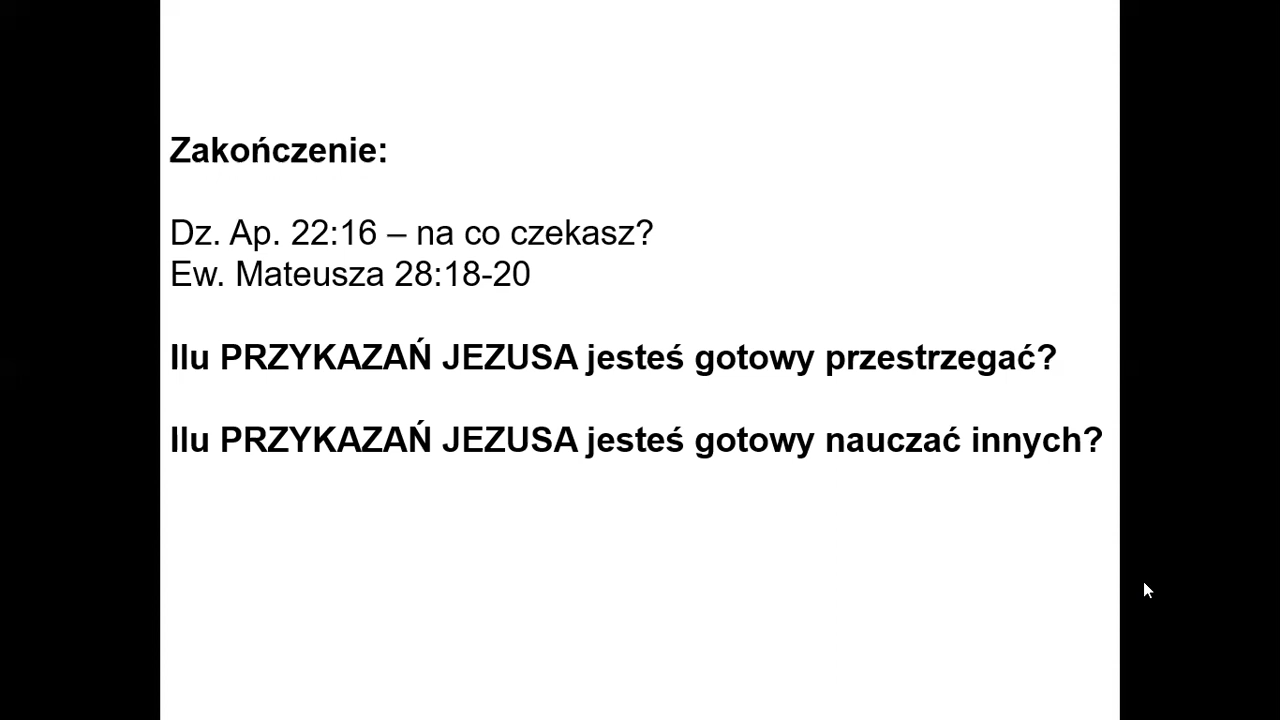 Zakończenie:
Dz. Ap. 22:16 – na co czekasz?
Ew. Mateusza 28:18-20
Ilu PRZYKAZAŃ JEZUSA jesteś gotowy przestrzegać?
Ilu PRZYKAZAŃ JEZUSA jesteś gotowy nauczać innych?